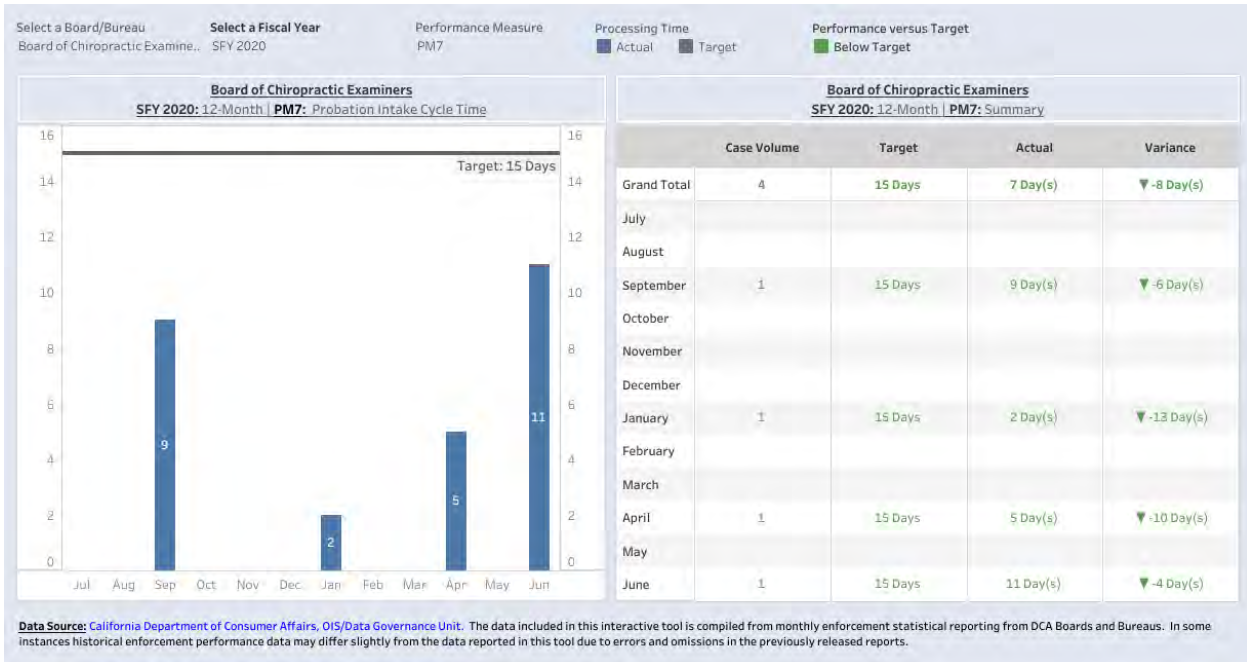 Select a Board/Bureau Select a Fiscal Year Performance Measure Processing Time Performance versus Target
Board of Chiropractic Examine.. SFY 2020 PM7 Actual Target Below Target
Board of Chiropractic Examiners
SFY 2020: 12-Month | PM7: Probation Intake Cycle Time
16 16
Target: 15 Days
14 14
12 12
10 10
8 8
6 6
4 4
2 2
0 0
9
2
5
11
Jul Aug Sep Oct Nov Dec Jan Feb Mar Apr May Jun
Board of Chiropractic Examiners
SFY 2020: 12-Month | PM7: Summary
Case Volume Target Actual Variance
Grand Total 4 15 Days 7 Day(s) ▼ -8 Day(s)
July
August
September 1 15 Days 9 Day(s) ▼ -6 Day(s)
October
November
December
January 1 15 Days 2 Day(s) ▼ -13 Day(s)
February
March
April 1 15 Days 5 Day(s) ▼ -10 Day(s)
May
June 1 15 Days 11 Day(s) ▼ -4 Day(s)
Data Source: California Department of Consumer Affairs, OIS/Data Governance Unit. The data included in this interactive tool is compiled from monthly enforcement statistical reporting from DCA Boards and Bureaus. In some
instances historical enforcement performance data may differ slightly from the data reported in this tool due to errors and omissions in the previously released reports.